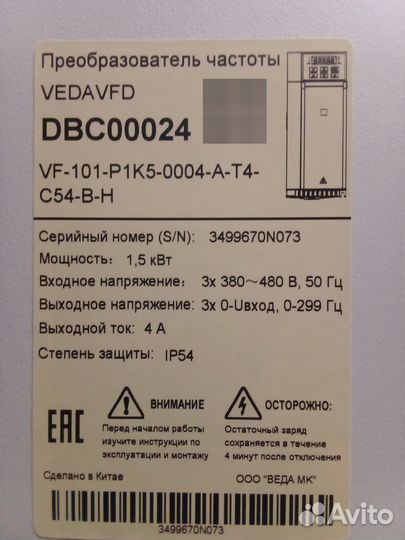 Преобразователь частоты
VEDAVFD
DBC00024
VF-101-P1K5-0004-A-T4-
C54-B-H
Серийный номер (S/N): 3499670N073
Мощность: 1,5 кВт
Входное напряжение: 3x 380～480 В, 50 Гц
Выходное напряжение: 3x 0-Uвход, 0-299 Гц
Выходной ток: 4 А
Степень защиты: IP54
EAC
ВНИМАНИЕ
Перед началом работы
изучите инструкции по
эксплуатации и монтажу
ОСТОРОЖНО:
Остаточный заряд
сохраняется в течение
4 минут после отключения
Сделано в Китае
ООО "ВЕДА МК"
3499670N073
Avito